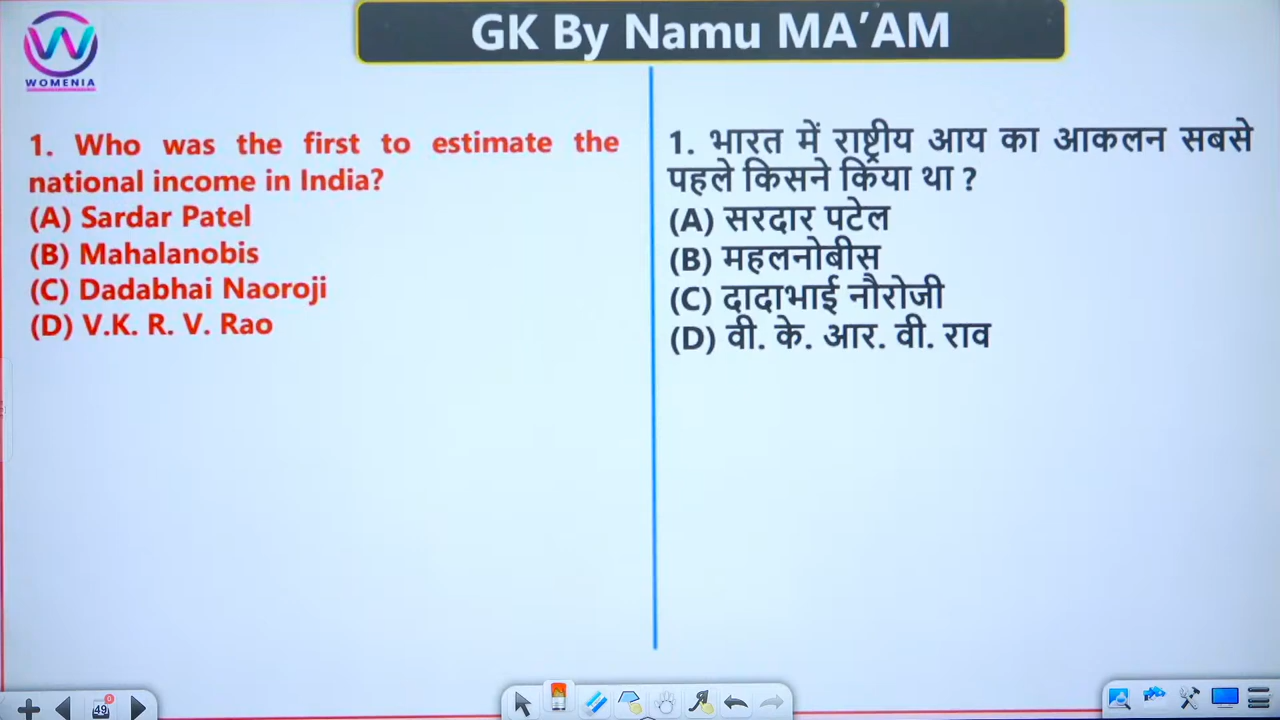 GK By Namu MA’AM
WOMENIA
1. Who was the first to estimate the
national income in India?
(A) Sardar Patel
(B) Mahalanobis
(C) Dadabhai Naoroji
(D) V.K. R. V. Rao
1. भारत में राष्ट्रीय आय का आकलन सबसे
पहले किसने किया था ?
(A) सरदार पटेल
(B) महलनोबीस
(C) दादाभाई नौरोजी
(D) वी. के. आर. वी. राव
49